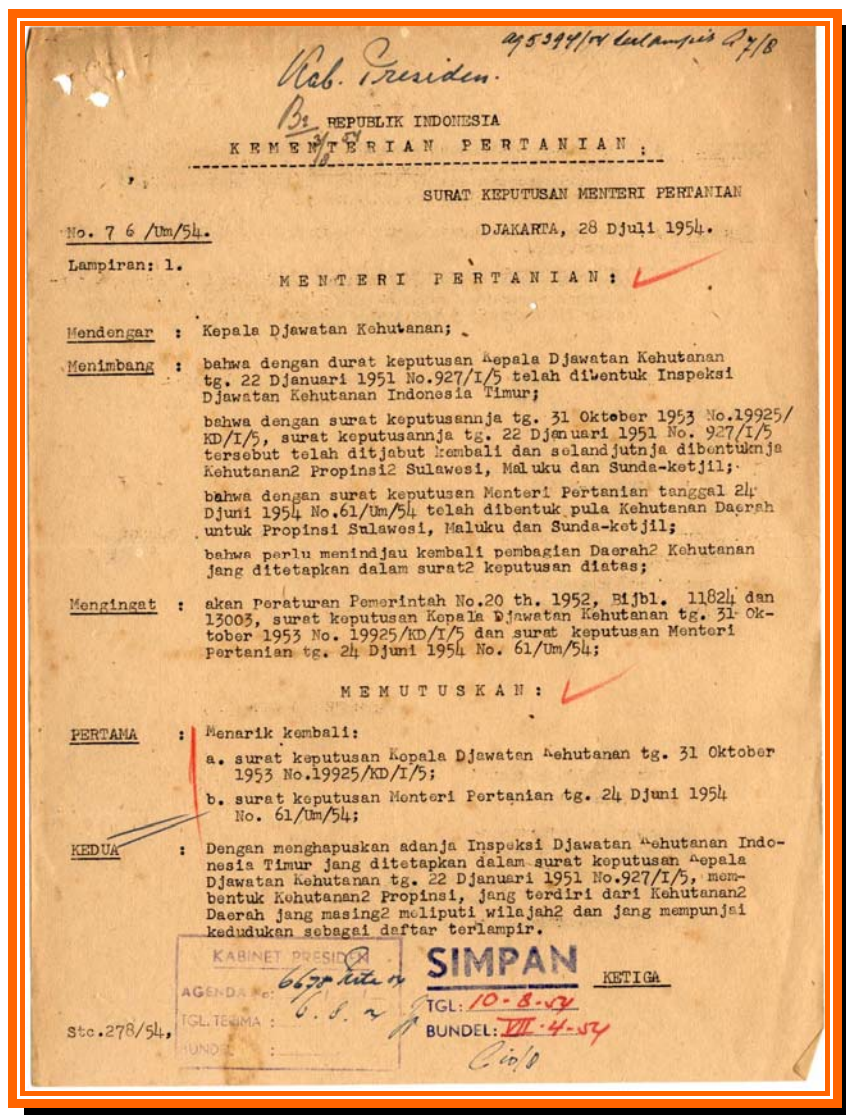 Kab. Presiden.
REPUBLIK INDONESIA
KEMENTERIAN PERTANIAN.
SURAT KEPUTUSAN MENTERI PERTANIAN
No. 7 6 /Um/54.
DJAKARTA, 28 Djuli 1954.
Lampiran: 1.
MENTERI PERTANIAN:
Mendengar : Kepala Djawatan Kehutanan;
Menimbang : bahwa dengan durat keputusan Kepala Djawatan Kehutanan
tg. 22 Djanuari 1951 No.927/I/5 telah dibentuk Inspeksi
Djawatan Kehutanan Indonesia Timur;
bahwa dengan surat keputusannja tg. 31 Oktober 1953 No.19925/
KD/I/5, surat keputusannja tg. 22 Djanuari 1951 No. 927/I/5
tersebut telah ditjabut kembali dan selandjutnja dibentuknja
Kehutanan2 Propinsi2 Sulawesi, Maluku dan Sunda-ketjil;
bahwa dengan surat keputusan Menteri Pertanian tanggal 24
Djuni 1954 No.61/Um/54 telah dibentuk pula Kehutanan Daerah
untuk Propinsi Sulawesi, Maluku dan Sunda-ketjil;
bahwa perlu menindjau kembali pembagian Daerah2 Kehutanan
jang ditetapkan dalam surat2 keputusan diatas;
Mengingat : akan Peraturan Pemerintah No.20 th. 1952, Bijbl. 11824 dan
13003, surat keputusan Kepala Djawatan Kehutanan tg. 31 Ok-
tober 1953 No. 19925/KD/I/5 dan surat keputusan Menteri
Pertanian tg. 24 Djuni 1954 No. 61/Um/54;
MEMUTUSKAN:
PERTAMA : Menarik kembali:
a. surat keputusan Kepala Djawatan Kehutanan tg. 31 Oktober
1953 No.19925/KD/I/5;
b. surat keputusan Menteri Pertanian tg. 24 Djuni 1954
No. 61/Um/54;
KEDUA : Dengan menghapuskan adanja Inspeksi Djawatan Kehutanan Indo-
nesia Timur jang ditetapkan dalam surat keputusan Kepala
Djawatan Kehutanan tg. 22 Djanuari 1951 No.927/I/5, mem-
bentuk Kehutanan2 Propinsi, jang terdiri dari Kehutanan2
Daerah jang masing2 meliputi wilajah2 dan jang mempunjai
kedudukan sebagai daftar terlampir.
KABINET PRESIDEN
AGENDA No:
TGL. TERIMA : 6.8.
BUNDEL :
SIMPAN
TGL: 10-8-54
BUNDEL: VII-4-54
KETIGA
Stc.278/54,